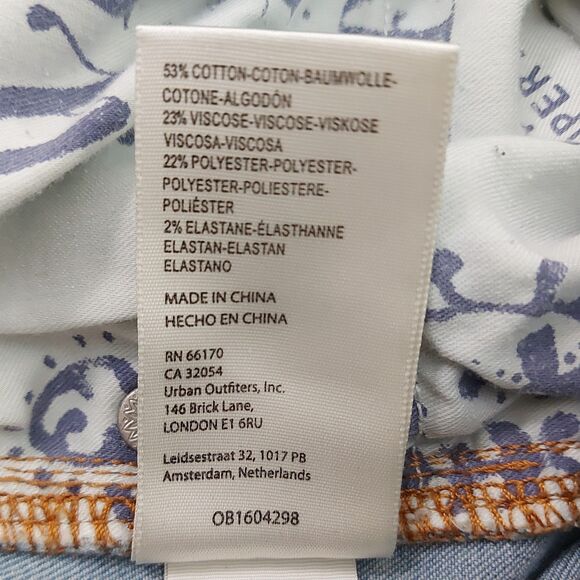 53% COTTON-COTON-BAUMWOLLE-
COTONE-ALGODÓN
23% VISCOSE-VISCOSE-VISKOSE
VISCOSA-VISCOSA
22% POLYESTER-POLYESTER-
POLYESTER-POLIESTERE-
POLIÉSTER
2% ELASTANE-ÉLASTHANNE
ELASTAN-ELASTAN
ELASTANO
MADE IN CHINA
HECHO EN CHINA
RN 66170
CA 32054
Urban Outfitters, Inc.
146 Brick Lane,
LONDON E1 6RU
Leidsestraat 32, 1017 PB
Amsterdam, Netherlands
OB1604298